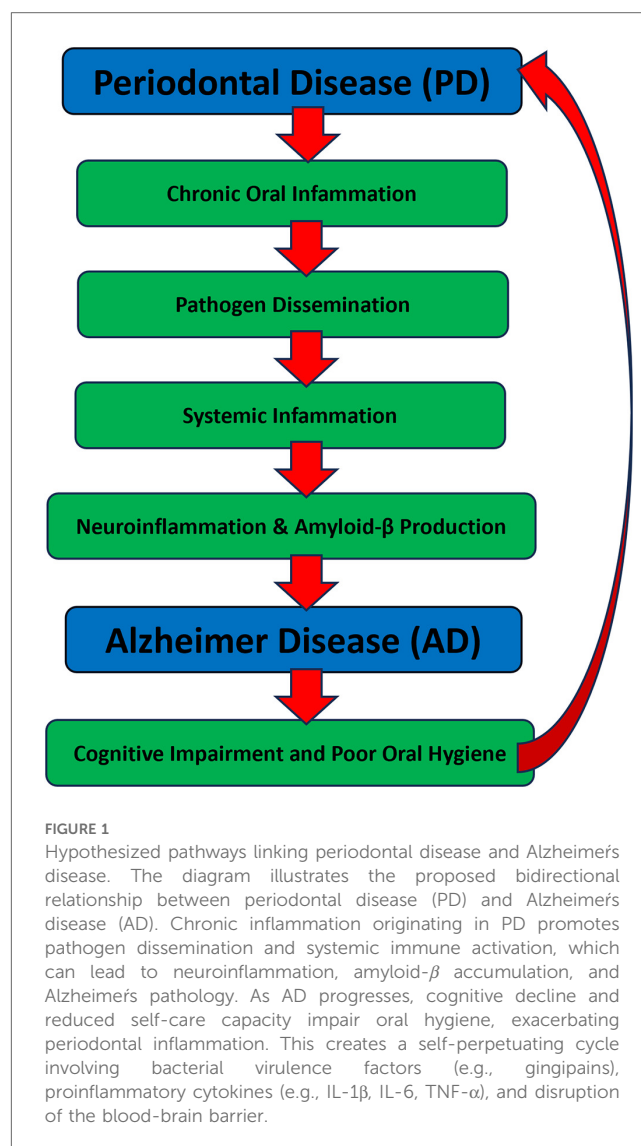 Periodontal Disease (PD)
Chronic Oral Infammation
Pathogen Dissemination
Systemic Infammation
Neuroinflammation & Amyloid-β Production
Alzheimer Disease (AD)
Cognitive Impairment and Poor Oral Hygiene
FIGURE 1
Hypothesized pathways linking periodontal disease and Alzheimeŕs
disease. The diagram illustrates the proposed bidirectional
relationship between periodontal disease (PD) and Alzheimeŕs
disease (AD). Chronic inflammation originating in PD promotes
pathogen dissemination and systemic immune activation, which
can lead to neuroinflammation, amyloid-β accumulation, and
Alzheimeŕs pathology. As AD progresses, cognitive decline and
reduced self-care capacity impair oral hygiene, exacerbating
periodontal inflammation. This creates a self-perpetuating cycle
involving bacterial virulence factors (e.g., gingipains),
proinflammatory cytokines (e.g., IL-1β, IL-6, TNF-α), and disruption
of the blood-brain barrier.